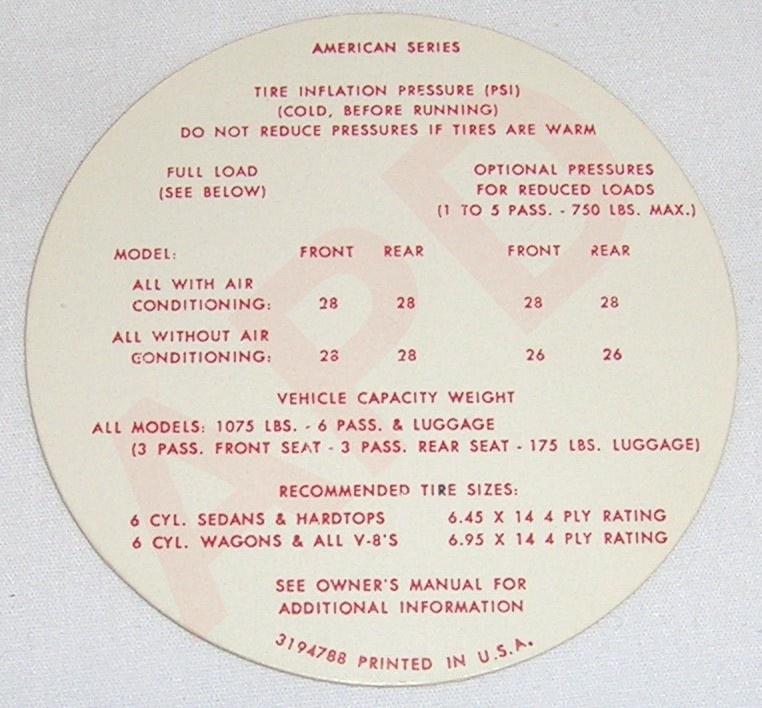 AMERICAN SERIES
TIRE INFLATION PRESSURE (PSI)
(COLD, BEFORE RUNNING)
DO NOT REDUCE PRESSURES IF TIRES ARE WARM
FULL LOAD
(SEE BELOW)
OPTIONAL PRESSURES
FOR REDUCED LOADS
(1 TO 5 PASS. - 750 LBS. MAX.)
MODEL: FRONT REAR FRONT REAR
ALL WITH AIR
CONDITIONING: 28 28 28 28
ALL WITHOUT AIR
CONDITIONING: 28 28 26 26
VEHICLE CAPACITY WEIGHT
ALL MODELS: 1075 LBS. - 6 PASS. & LUGGAGE
(3 PASS. FRONT SEAT - 3 PASS. REAR SEAT - 175 LBS. LUGGAGE)
RECOMMENDED TIRE SIZES:
6 CYL. SEDANS & HARDTOPS 6.45 X 14 4 PLY RATING
6 CYL. WAGONS & ALL V-8'S 6.95 X 14 4 PLY RATING
SEE OWNER'S MANUAL FOR
ADDITIONAL INFORMATION
3194788 PRINTED IN U.S.A.
APD